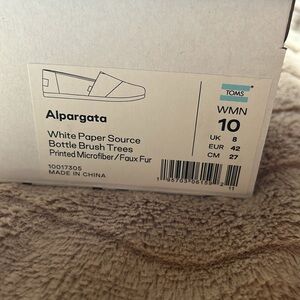 TOMS
WMN
10
UK 8
EUR 42
CM 27
Alpargata
White Paper Source
Bottle Brush Trees
Printed Microfiber/Faux Fur
10017305
MADE IN CHINA